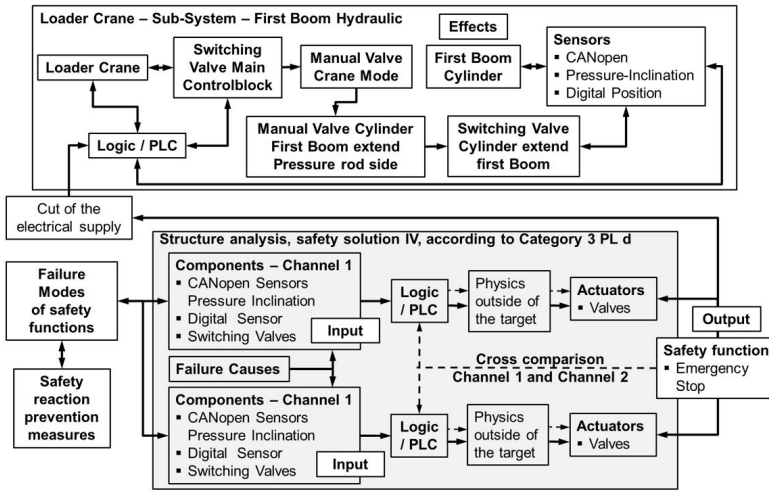 Loader Crane – Sub-System – First Boom Hydraulic
Effects
Loader Crane
Switching
Valve Main
Controlblock
Manual Valve
Crane Mode
First Boom
Cylinder
Sensors
▪ CANopen
▪ Pressure-Inclination
▪ Digital Position
Logic / PLC
Manual Valve Cylinder
First Boom extend
Pressure rod side
Switching Valve
Cylinder extend
first Boom
Cut of the
electrical supply
Structure analysis, safety solution IV, according to Category 3 PL d
Failure
Modes
of safety
functions
Safety
reaction
prevention
measures
Components – Channel 1
▪ CANopen Sensors
Pressure Inclination
▪ Digital Sensor
▪ Switching Valves
Input
Logic
/ PLC
Physics
outside of
the target
Actuators
▪ Valves
Output
Failure Causes
Cross comparison
Channel 1 and Channel 2
Safety function
▪ Emergency
Stop
Components – Channel 1
▪ CANopen Sensors
Pressure Inclination
▪ Digital Sensor
▪ Switching Valves
Input
Logic
/ PLC
Physics
outside of
the target
Actuators
▪ Valves